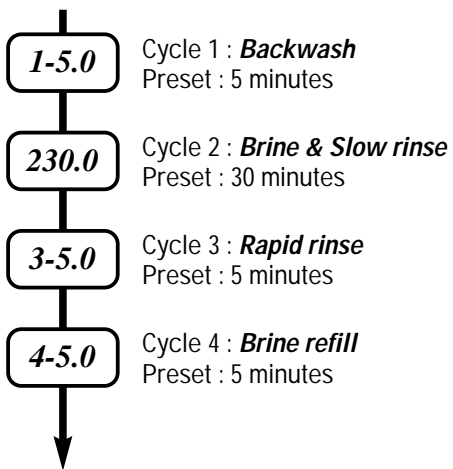 1-5.0
Cycle 1 : Backwash
Preset : 5 minutes
230.0
Cycle 2 : Brine & Slow rinse
Preset : 30 minutes
3-5.0
Cycle 3 : Rapid rinse
Preset : 5 minutes
4-5.0
Cycle 4 : Brine refill
Preset : 5 minutes